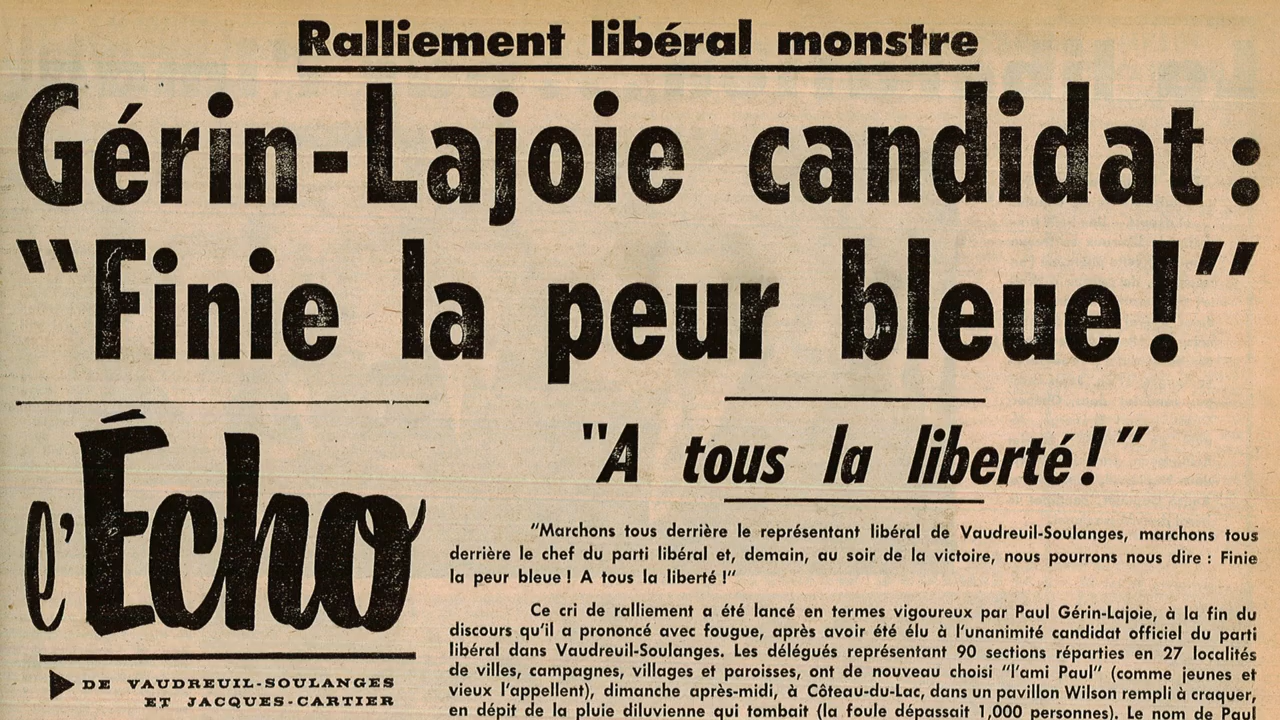 Ralliement libéral monstre
Gérin-Lajoie candidat:
"Finie la peur bleue!"
l'Écho
DE VAUDREUIL-SOULANGES
ET JACQUES-CARTIER
"A tous la liberté!"
"Marchons tous derrière le représentant libéral de Vaudreuil-Soulanges, marchons tous
derrière le chef du parti libéral et, demain, au soir de la victoire, nous pourrons nous dire : Finie
la peur bleue ! A tous la liberté !"
Ce cri de ralliement a été lancé en termes vigoureux par Paul Gérin-Lajoie, à la fin du
discours qu'il a prononcé avec fougue, après avoir été élu à l'unanimité candidat officiel du parti
libéral dans Vaudreuil-Soulanges. Les délégués représentant 90 sections réparties en 27 localités
de villes, campagnes, villages et paroisses, ont de nouveau choisi "l'ami Paul" (comme jeunes et
vieux l'appellent), dimanche après-midi, à Côteau-du-Lac, dans un pavillon Wilson rempli à craquer,
en dépit de la pluie diluvienne qui tombait (la foule dépassait 1,000 personnes). Le nom de Paul